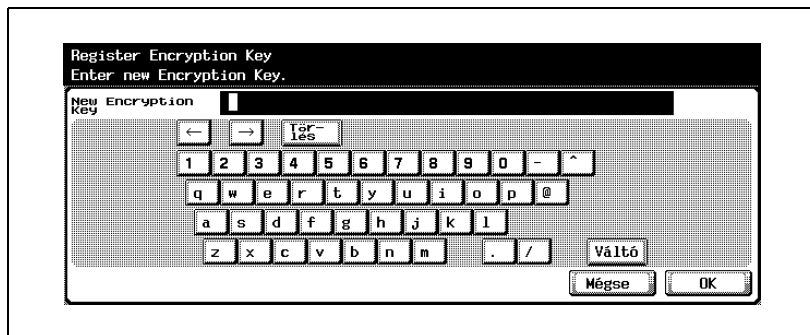 Register Encryption Key
Enter new Encryption Key.
New Encryption
Key
← → Tör-
lés
1 2 3 4 5 6 7 8 9 0 - ^
q w e r t y u i o p @
a s d f g h j k l
z x c v b n m . / Váltó
Mégse OK